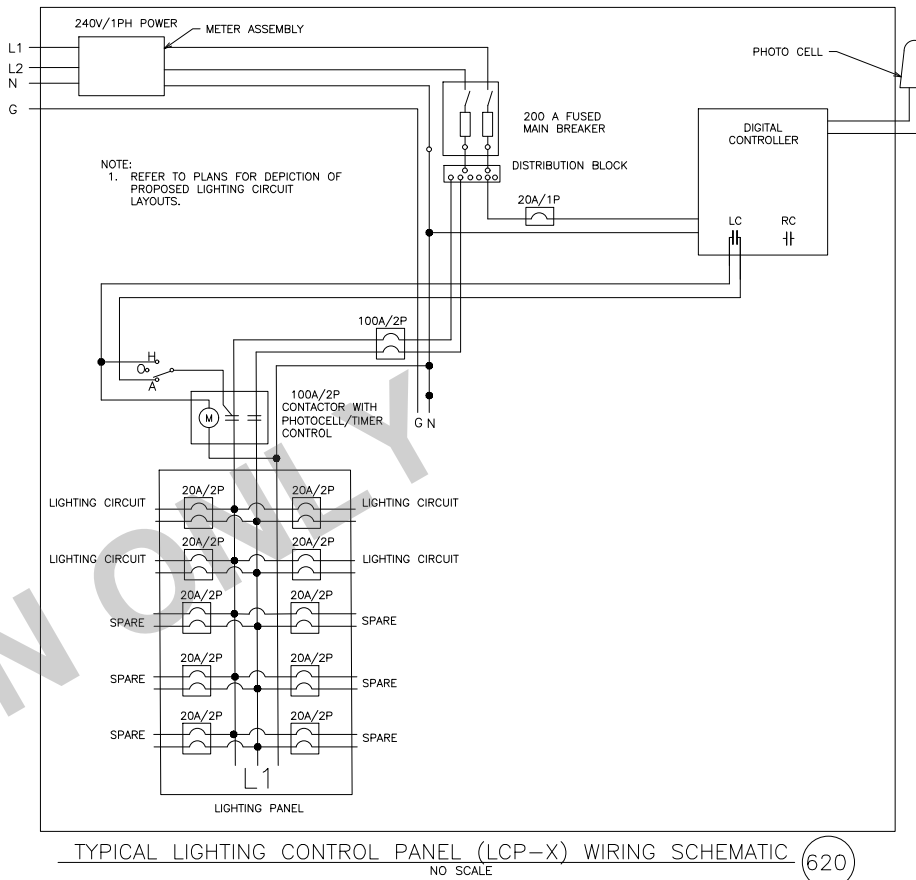 240V/1PH POWER
METER ASSEMBLY
L1
L2
N
G
PHOTO CELL
200 A FUSED
MAIN BREAKER
DIGITAL
CONTROLLER
NOTE:
1. REFER TO PLANS FOR DEPICTION OF
PROPOSED LIGHTING CIRCUIT
LAYOUTS.
DISTRIBUTION BLOCK
20A/1P
LC
RC
100A/2P
H
O
A
M
100A/2P
CONTACTOR WITH
PHOTOCELL/TIMER
CONTROL
G N
20A/2P
20A/2P
LIGHTING CIRCUIT
LIGHTING CIRCUIT
20A/2P
20A/2P
LIGHTING CIRCUIT
LIGHTING CIRCUIT
20A/2P
20A/2P
SPARE
SPARE
20A/2P
20A/2P
SPARE
SPARE
20A/2P
20A/2P
SPARE
SPARE
L1
LIGHTING PANEL
N ONLY
TYPICAL LIGHTING CONTROL PANEL (LCP-X) WIRING SCHEMATIC
620
NO SCALE